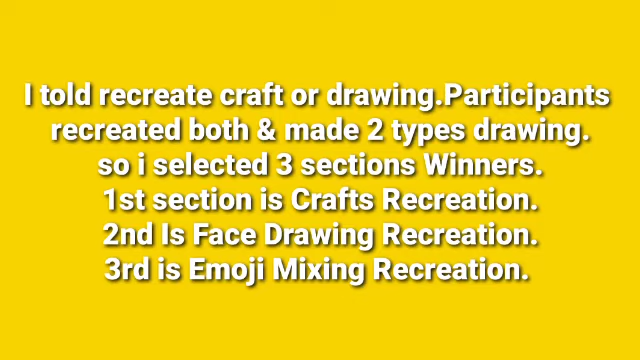 I told recreate craft or drawing.Participants
recreated both & made 2 types drawing.
so i selected 3 sections Winners.
1st section is Crafts Recreation.
2nd Is Face Drawing Recreation.
3rd is Emoji Mixing Recreation.